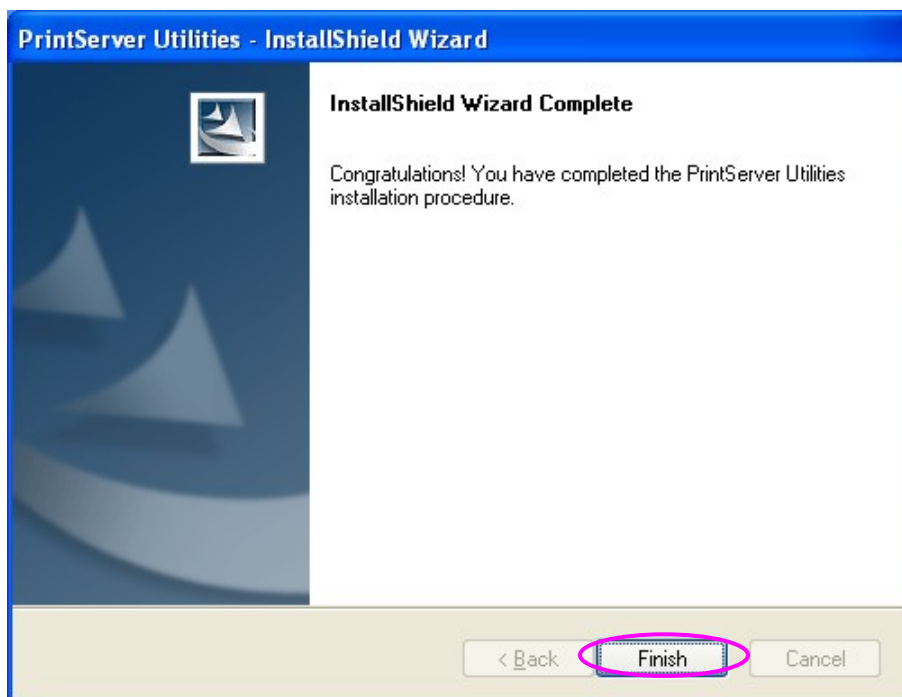 PrintServer Utilities - InstallShield Wizard
InstallShield Wizard Complete
Congratulations! You have completed the PrintServer Utilities
installation procedure.
< Back Finish Cancel